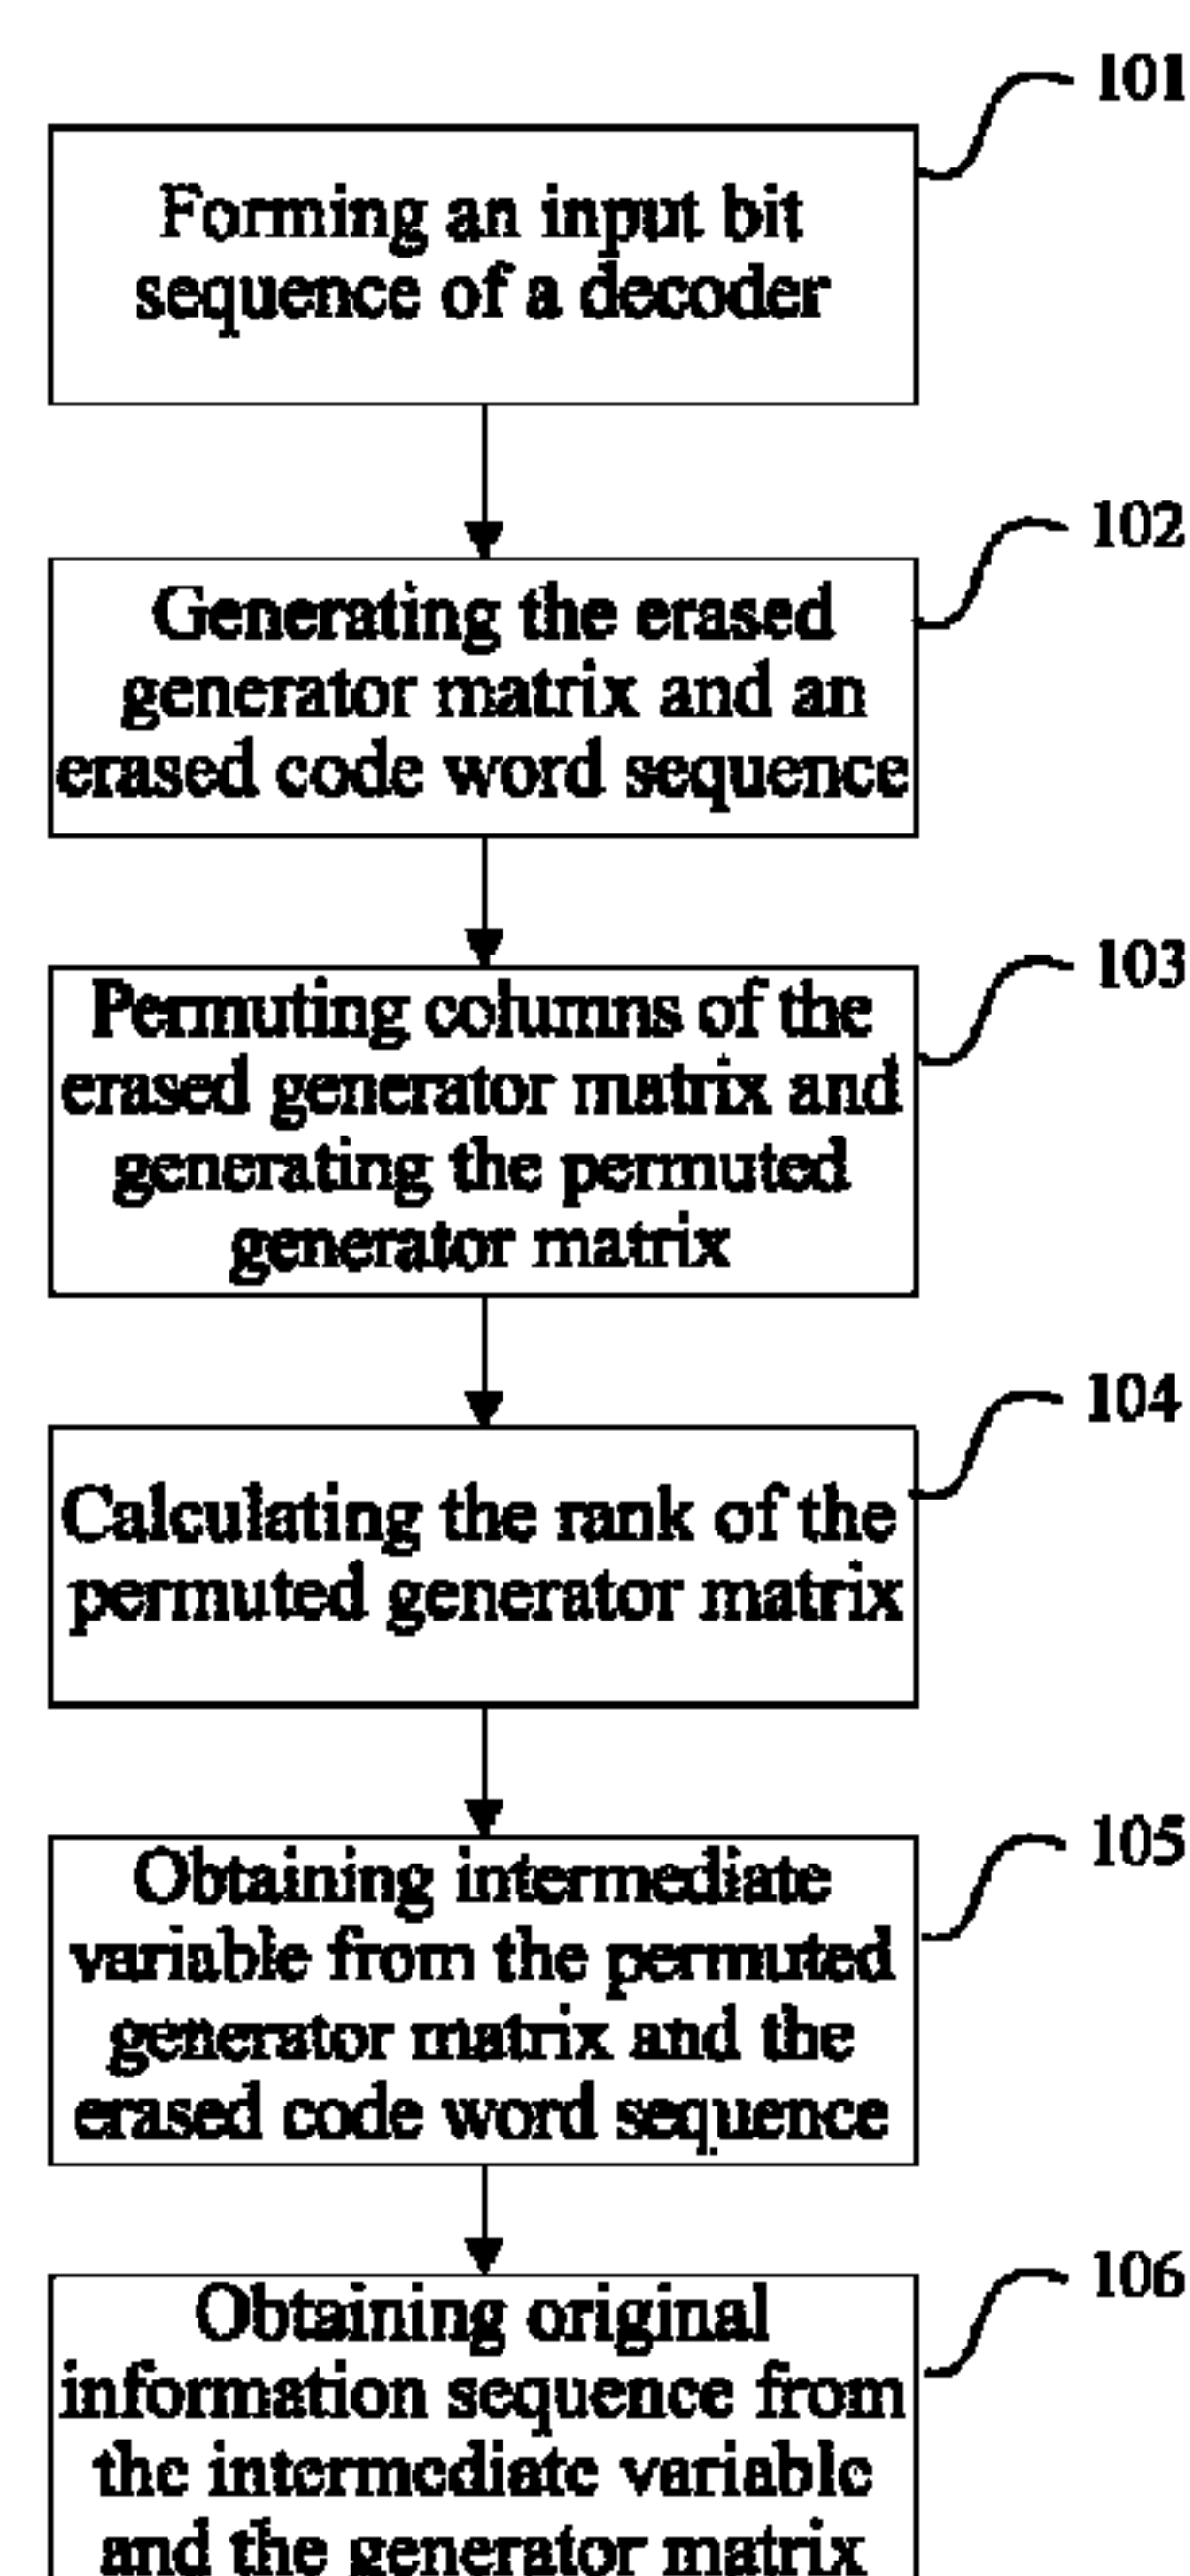 101
Forming an input bit
sequence of a decoder
102
Generating the erased
generator matrix and an
erased code word sequence
103
Permuting columns of the
erased generator matrix and
generating the permuted
generator matrix
104
Calculating the rank of the
permuted generator matrix
105
Obtaining intermediate
variable from the permuted
generator matrix and the
erased code word sequence
106
Obtaining original
information sequence from
the intermediate variable
and the generator matrix